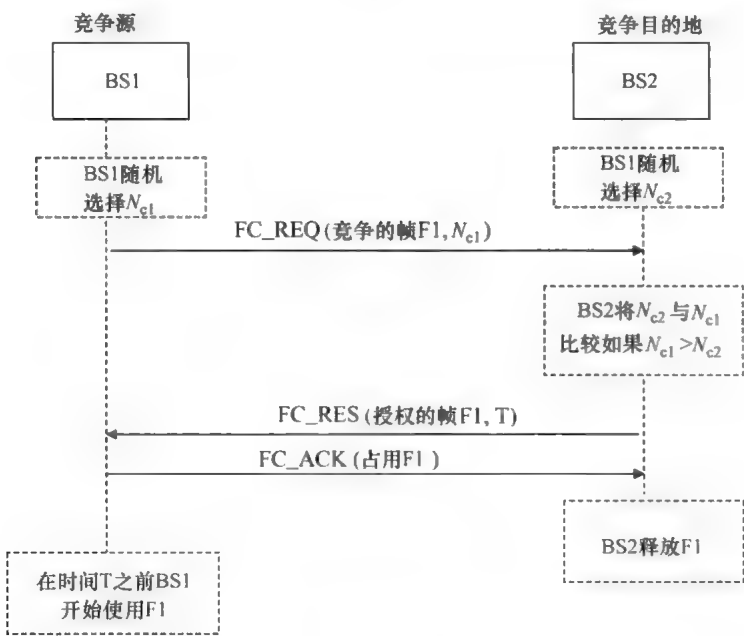 竞争源
竞争目的地
BS1
BS2
BS1随机
选择Nc1
BS1随机
选择Nc2
FC_REQ (竞争的帧F1, Nc1)
BS2将Nc2与Nc1
比较如果Nc1>Nc2
FC_RES (授权的帧F1, T)
FC_ACK (占用F1)
BS2释放F1
在时间T之前BS1
开始使用F1